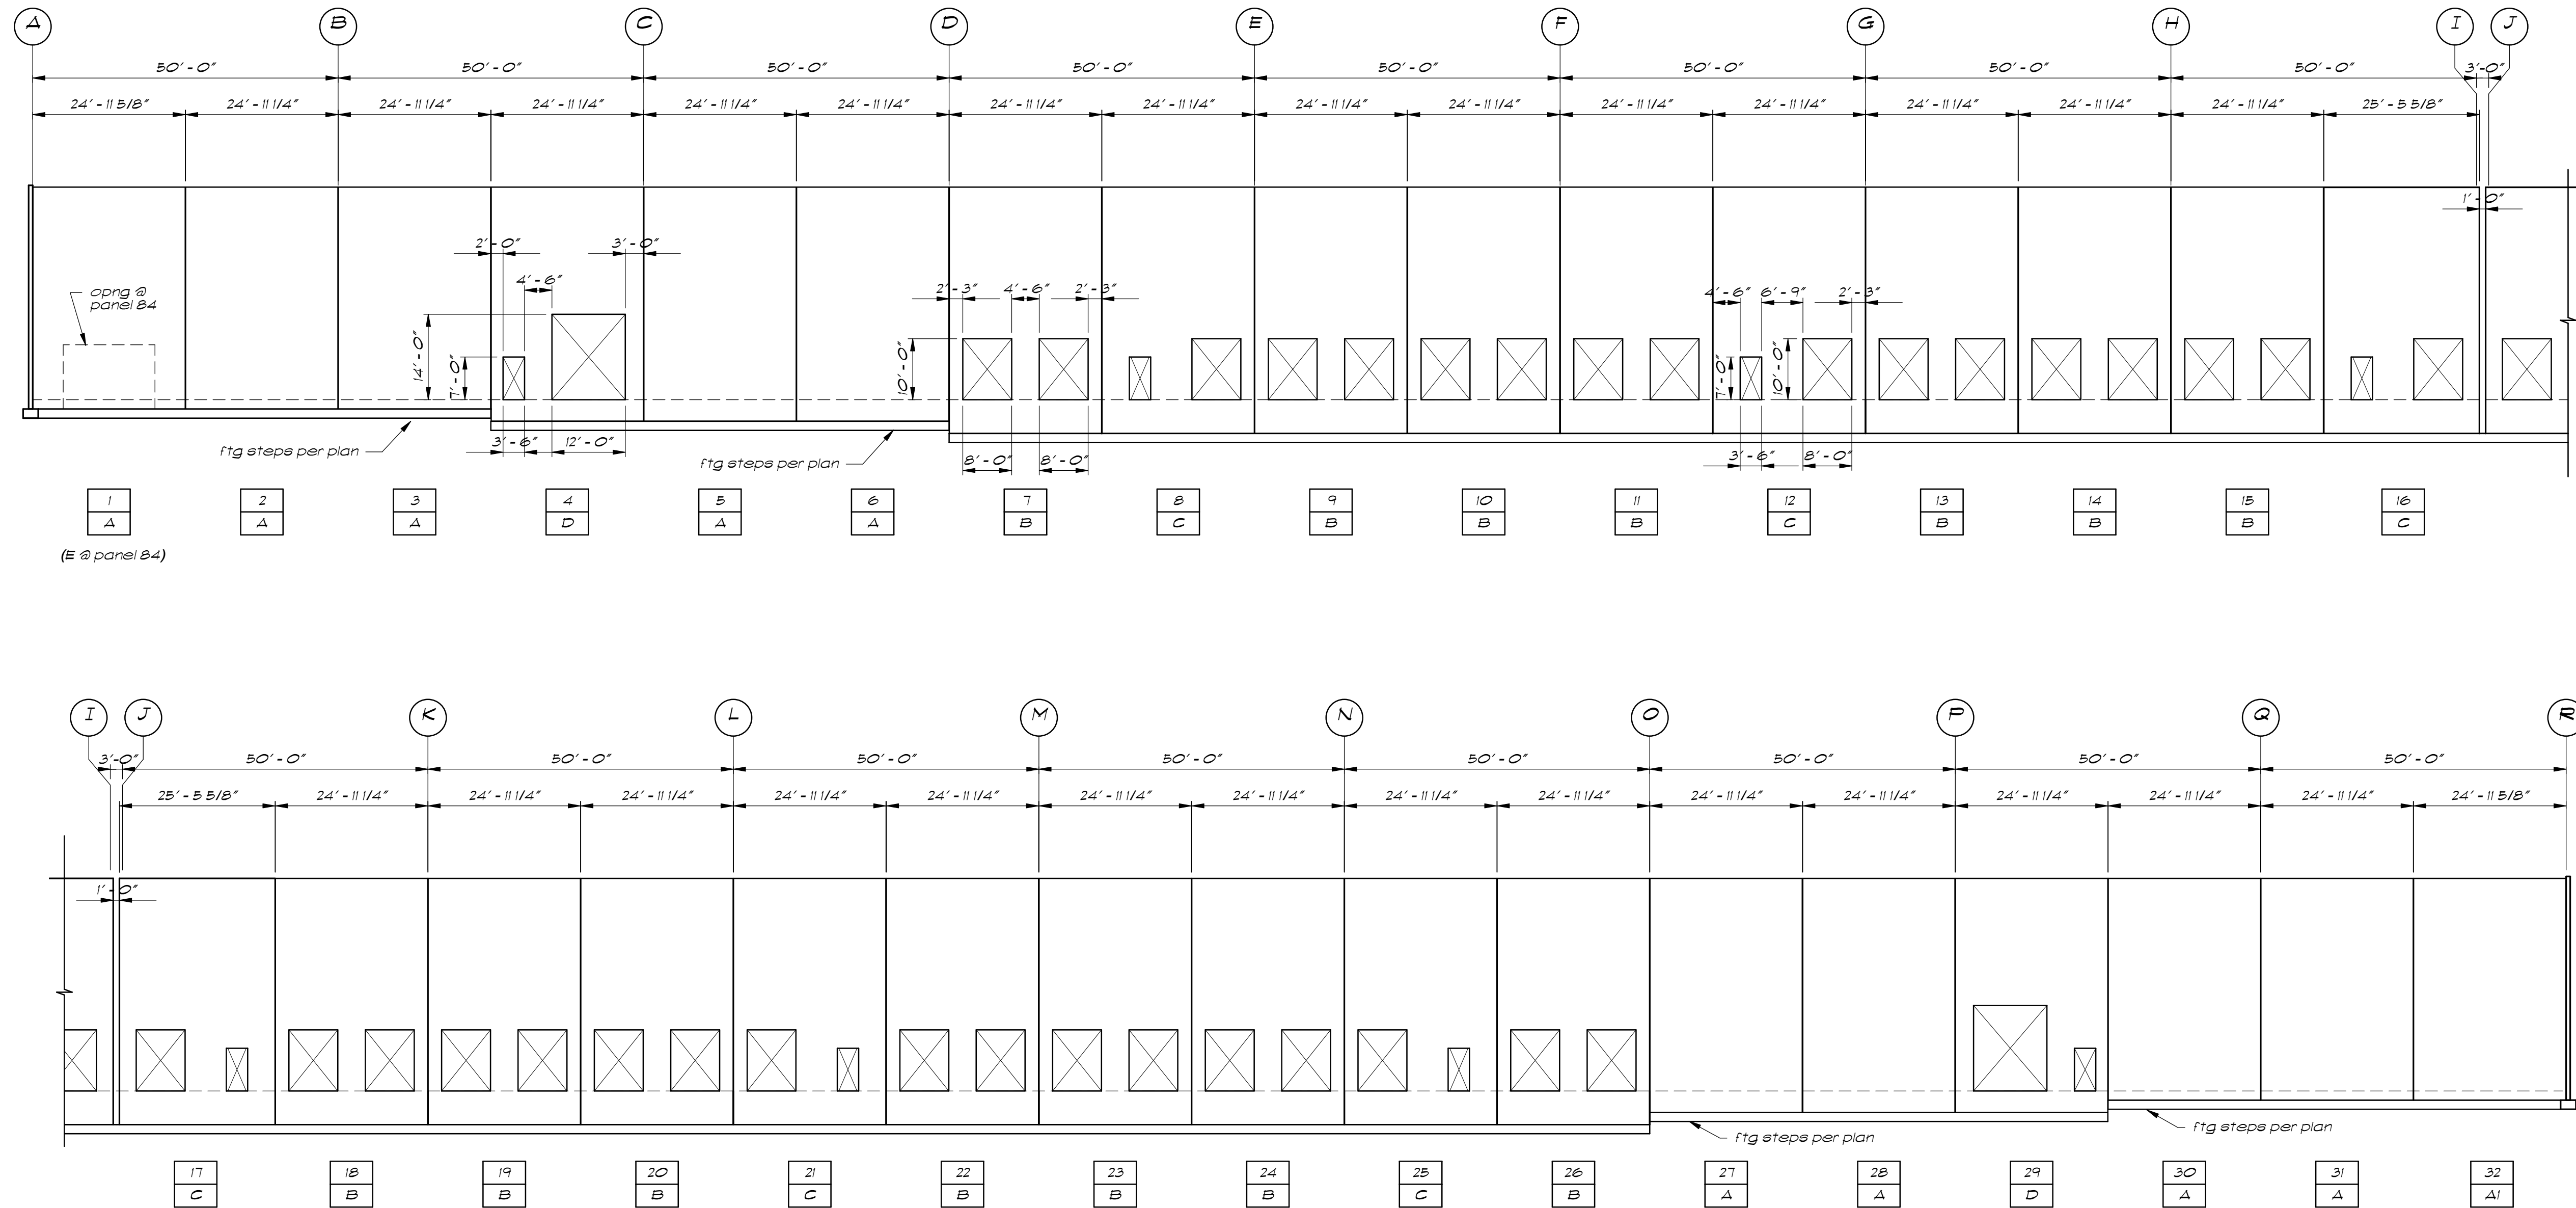 A B C D E F G H I J
50'-0" 50'-0" 50'-0" 50'-0" 50'-0" 50'-0" 50'-0" 50'-0" 3'-0"
24'-11 5/8" 24'-11 1/4" 24'-11 1/4" 24'-11 1/4" 24'-11 1/4" 24'-11 1/4" 24'-11 1/4" 24'-11 1/4" 24'-11 1/4" 24'-11 1/4" 24'-11 1/4" 24'-11 1/4" 24'-11 1/4" 24'-11 1/4" 24'-11 1/4" 25'-5 5/8"
1'-0"
2'-0" 3'-0"
4'-6"
opng @
panel 84
2'-3" 4'-6" 2'-3" 4'-6" 6'-9" 2'-3"
14'-0" 7'-0" 10'-0" 7'-0" 10'-0"
3'-6" 12'-0"
ftg steps per plan
ftg steps per plan
8'-0" 8'-0" 3'-6" 8'-0"
1 2 3 4 5 6 7 8 9 10 11 12 13 14 15 16
A A A D A A B C B B B C B B B C
(E @ panel 84)
I J K L M N O P Q R
3'-0" 50'-0" 50'-0" 50'-0" 50'-0" 50'-0" 50'-0" 50'-0" 50'-0"
25'-5 5/8" 24'-11 1/4" 24'-11 1/4" 24'-11 1/4" 24'-11 1/4" 24'-11 1/4" 24'-11 1/4" 24'-11 1/4" 24'-11 1/4" 24'-11 1/4" 24'-11 1/4" 24'-11 1/4" 24'-11 1/4" 24'-11 1/4" 24'-11 1/4" 24'-11 5/8"
1'-0"
ftg steps per plan
ftg steps per plan
17 18 19 20 21 22 23 24 25 26 27 28 29 30 31 32
C B B B C B B B C B A A D A A A1